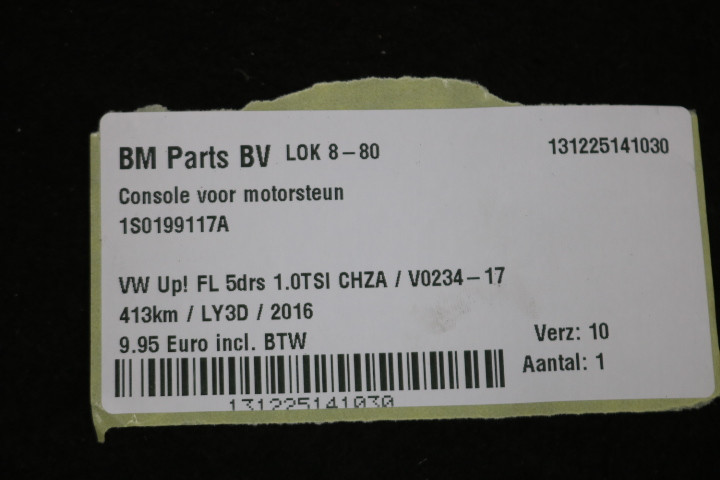 BM Parts BV LOK 8-80 131225141030
Console voor motorsteun
1S0199117A
VW Up! FL 5drs 1.0TSI CHZA / V0234-17
413km / LY3D / 2016
9.95 Euro incl. BTW Verz: 10
Aantal: 1
131225141030